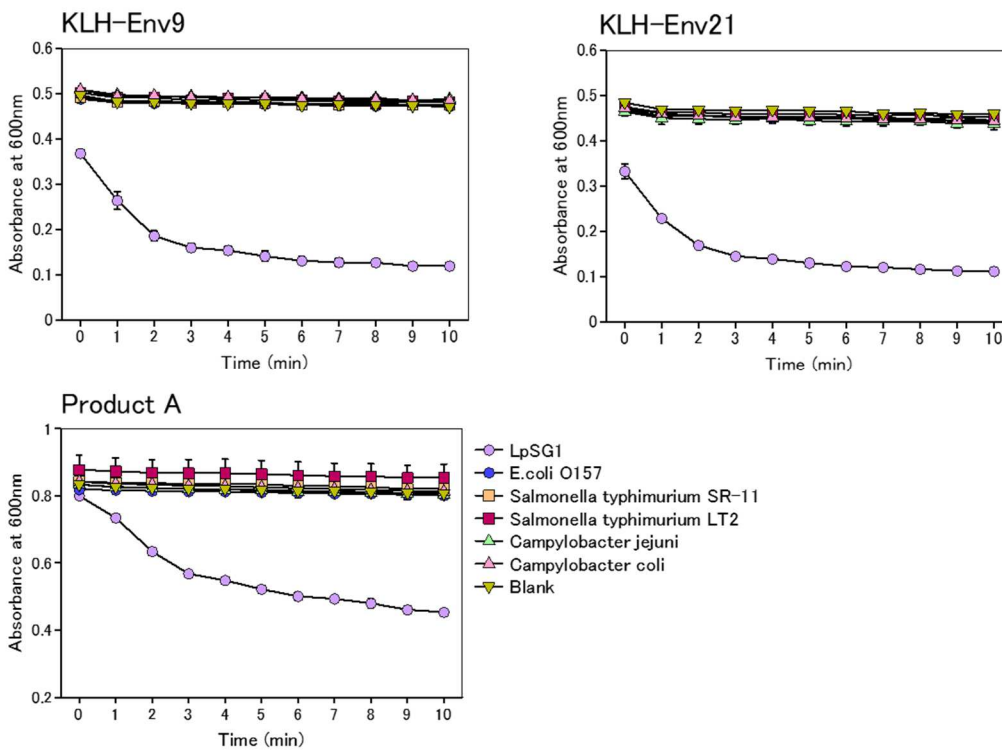 KLH-Env9
0.6
0.5
0.4
0.3
0.2
0.1
0
Absorbance at 600nm
0 1 2 3 4 5 6 7 8 9 10
Time (min)
KLH-Env21
0.6
0.5
0.4
0.3
0.2
0.1
0
Absorbance at 600nm
0 1 2 3 4 5 6 7 8 9 10
Time (min)
Product A
1
0.8
0.6
0.4
0.2
Absorbance at 600nm
0 1 2 3 4 5 6 7 8 9 10
Time (min)
LpSG1
E.coli O157
Salmonella typhimurium SR-11
Salmonella typhimurium LT2
Campylobacter jejuni
Campylobacter coli
Blank